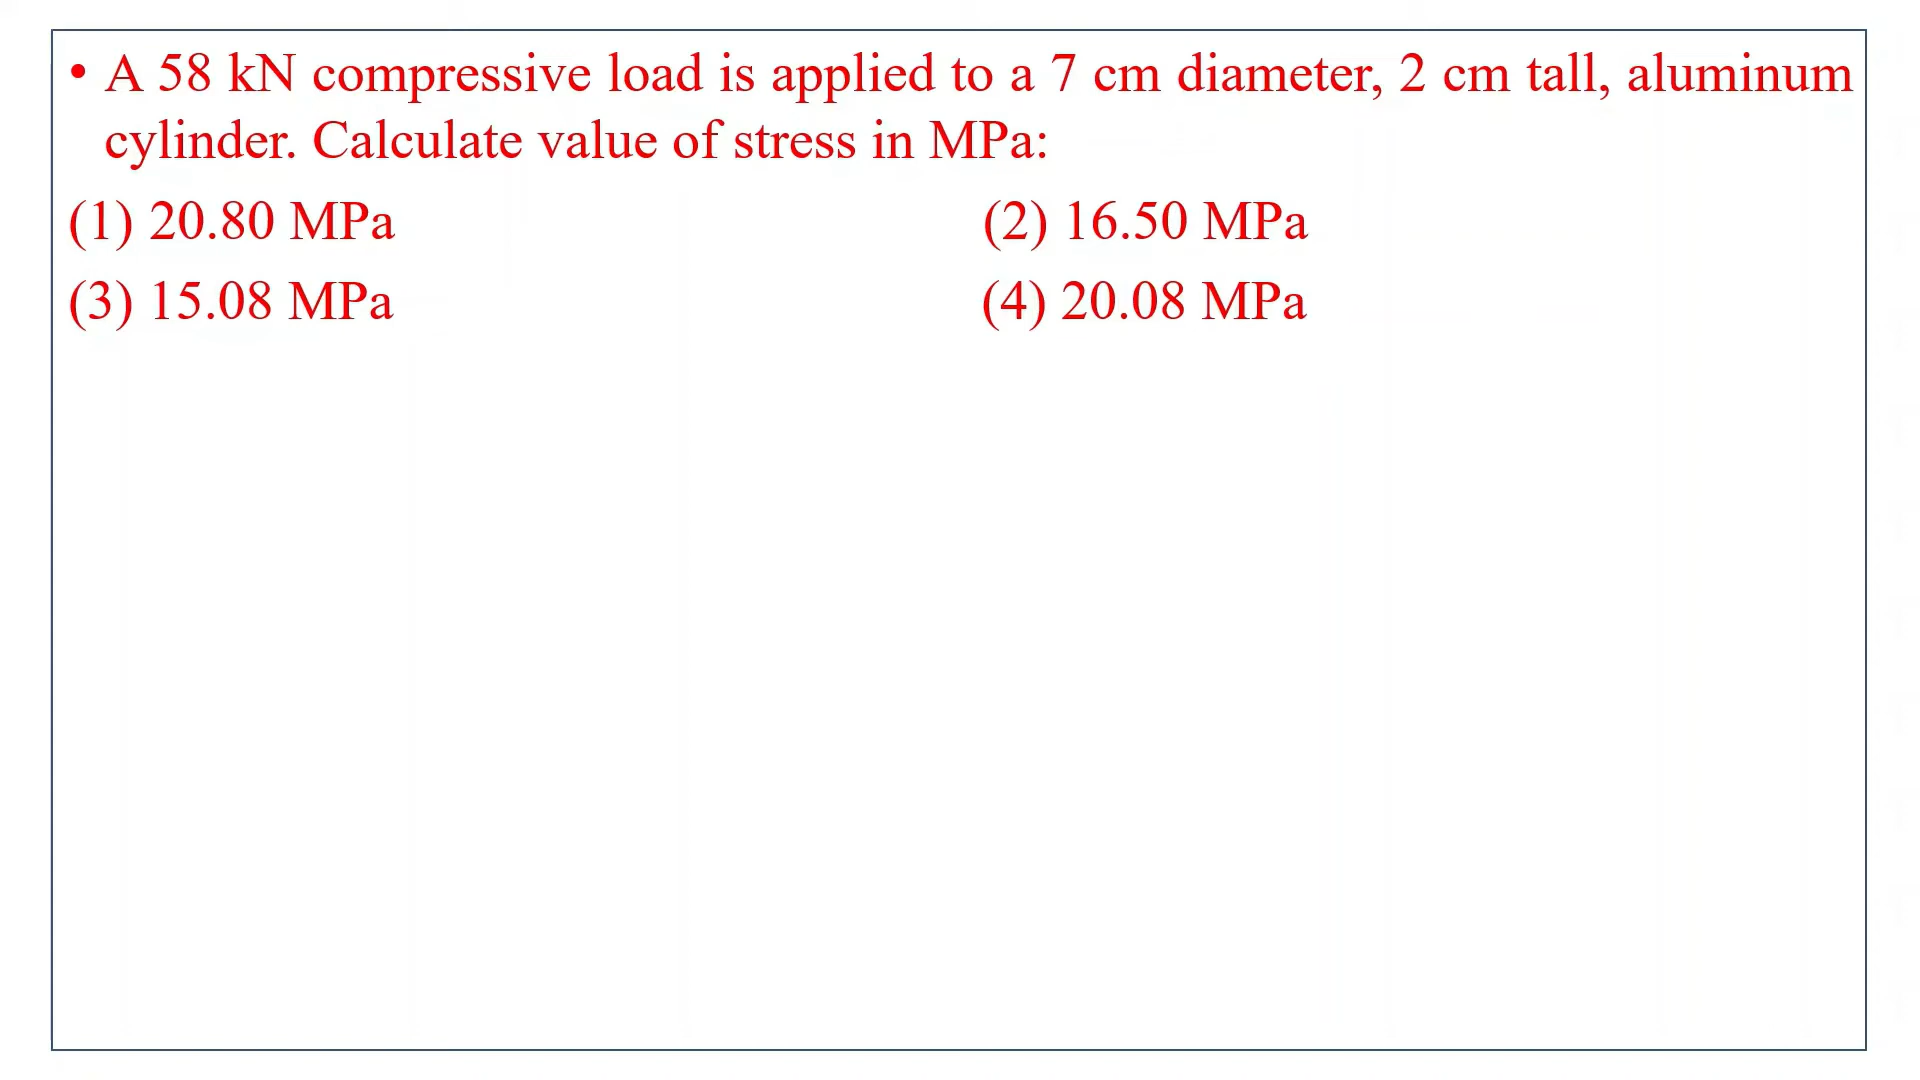 • A 58 kN compressive load is applied to a 7 cm diameter, 2 cm tall, aluminum
cylinder. Calculate value of stress in MPa:
(1) 20.80 MPa (2) 16.50 MPa
(3) 15.08 MPa (4) 20.08 MPa